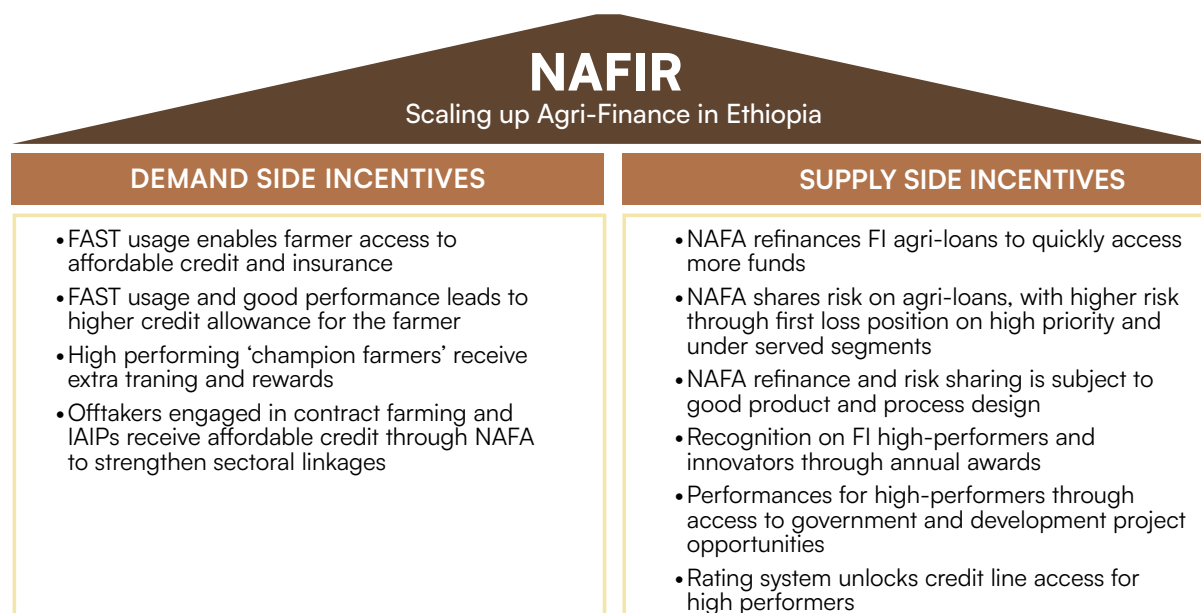 NAFIR
Scaling up Agri-Finance in Ethiopia
DEMAND SIDE INCENTIVES
•FAST usage enables farmer access to
affordable credit and insurance
•FAST usage and good performance leads to
higher credit allowance for the farmer
•High performing ‘champion farmers’ receive
extra traning and rewards
•Offtakers engaged in contract farming and
IAIPs receive affordable credit through NAFA
to strengthen sectoral linkages
SUPPLY SIDE INCENTIVES
•NAFA refinances FI agri-loans to quickly access
more funds
•NAFA shares risk on agri-loans, with higher risk
through first loss position on high priority and
under served segments
•NAFA refinance and risk sharing is subject to
good product and process design
•Recognition on FI high-performers and
innovators through annual awards
•Performances for high-performers through
access to government and development project
opportunities
•Rating system unlocks credit line access for
high performers